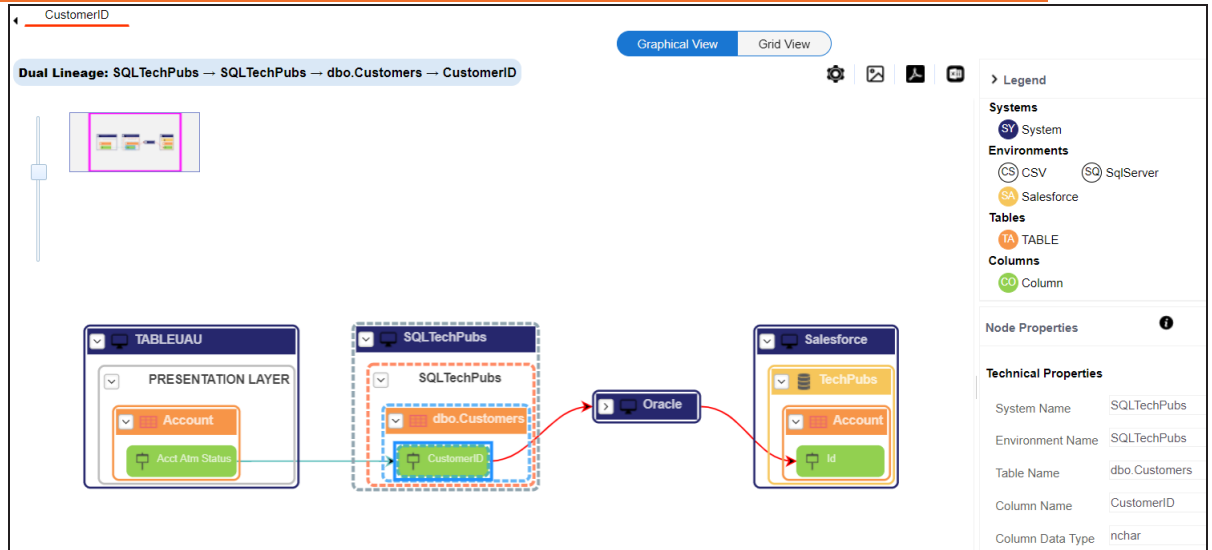 CustomerID
Graphical View Grid View
Dual Lineage: SQLTechPubs → SQLTechPubs → dbo.Customers → CustomerID
Legend
Systems
SY System
Environments
CS CSV SQ SqlServer
SA Salesforce
Tables
TA TABLE
Columns
CO Column
Node Properties
Technical Properties
System Name SQLTechPubs
Environment Name SQLTechPubs
Table Name dbo.Customers
Column Name CustomerID
Column Data Type nchar
TABLEUAU
PRESENTATION LAYER
Account
Acct Atm Status
SQLTechPubs
SQLTechPubs
dbo.Customers
CustomerID
Oracle
Salesforce
TechPubs
Account
Id